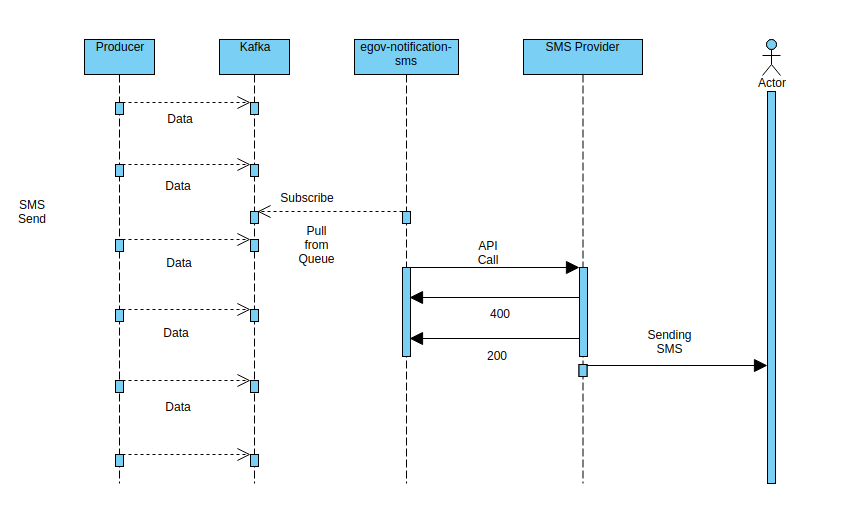 Producer
Kafka
egov-notification-
sms
SMS Provider
Actor
Data
Data
SMS
Send
Subscribe
Pull
from
Queue
Data
API
Call
400
Data
200
Sending
SMS
Data